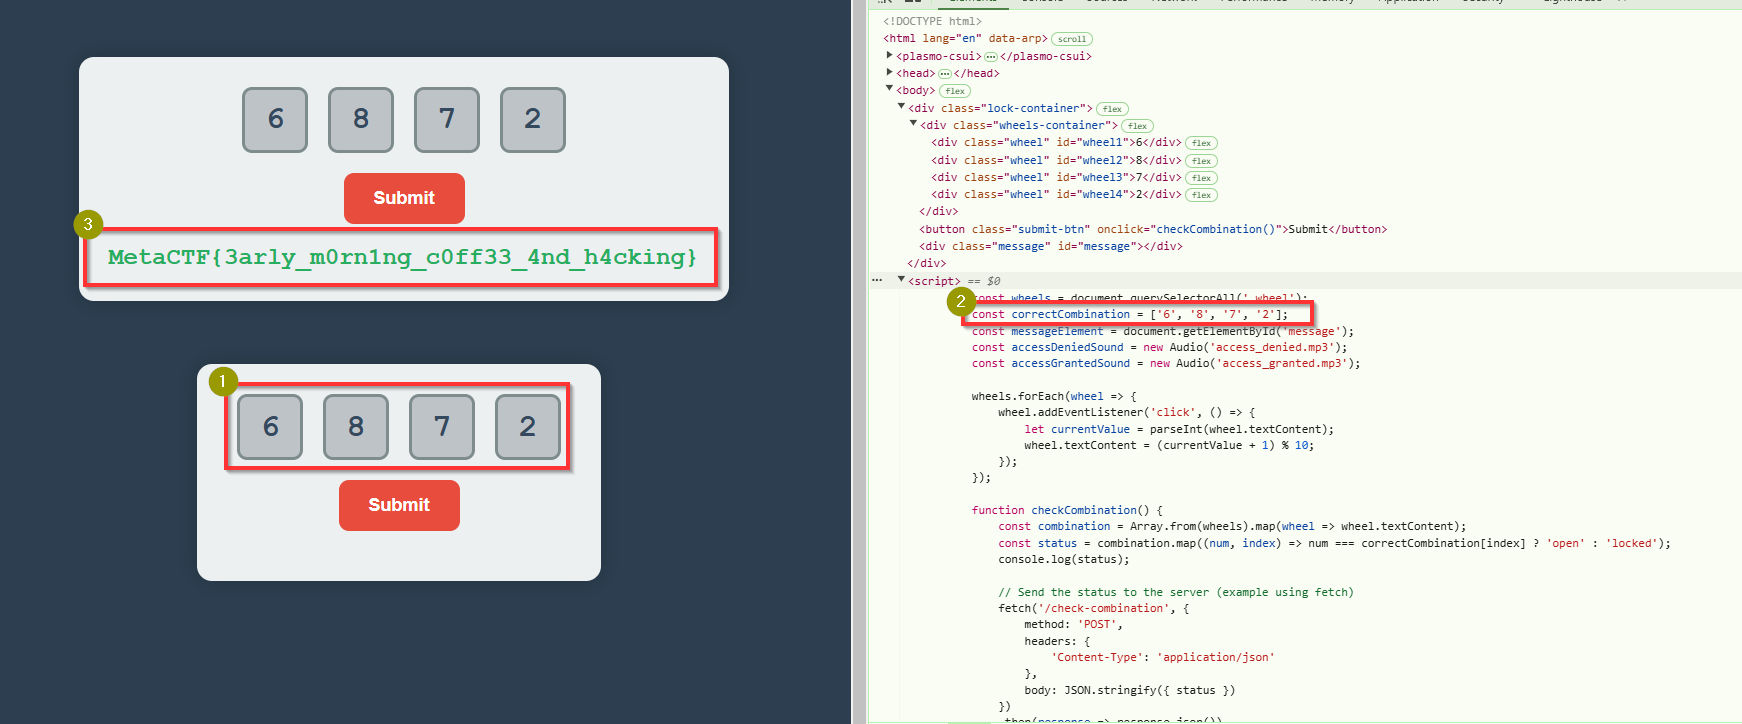 6 8 7 2
Submit
3
MetaCTF{3arly_m0rn1ng_c0ff33_4nd_h4cking}
1
6 8 7 2
Submit
<!DOCTYPE html>
<html lang="en" data-arp> scroll
<plasmo-csui> … </plasmo-csui>
<head> … </head>
<body> flex
<div class="lock-container"> flex
<div class="wheels-container"> flex
<div class="wheel" id="wheel1">6</div> flex
<div class="wheel" id="wheel2">8</div> flex
<div class="wheel" id="wheel3">7</div> flex
<div class="wheel" id="wheel4">2</div> flex
</div>
<button class="submit-btn" onclick="checkCombination()">Submit</button>
<div class="message" id="message"></div>
</div>
… <script> == $0
const wheels = document.querySelectorAll('.wheel');
2
const correctCombination = ['6', '8', '7', '2'];
const messageElement = document.getElementById('message');
const accessDeniedSound = new Audio('access_denied.mp3');
const accessGrantedSound = new Audio('access_granted.mp3');
wheels.forEach(wheel => {
wheel.addEventListener('click', () => {
let currentValue = parseInt(wheel.textContent);
wheel.textContent = (currentValue + 1) % 10;
});
});
function checkCombination() {
const combination = Array.from(wheels).map(wheel => wheel.textContent);
const status = combination.map((num, index) => num === correctCombination[index] ? 'open' : 'locked');
console.log(status);
// Send the status to the server (example using fetch)
fetch('/check-combination', {
method: 'POST',
headers: {
'Content-Type': 'application/json'
},
body: JSON.stringify({ status })
})
.then(response => response.json())